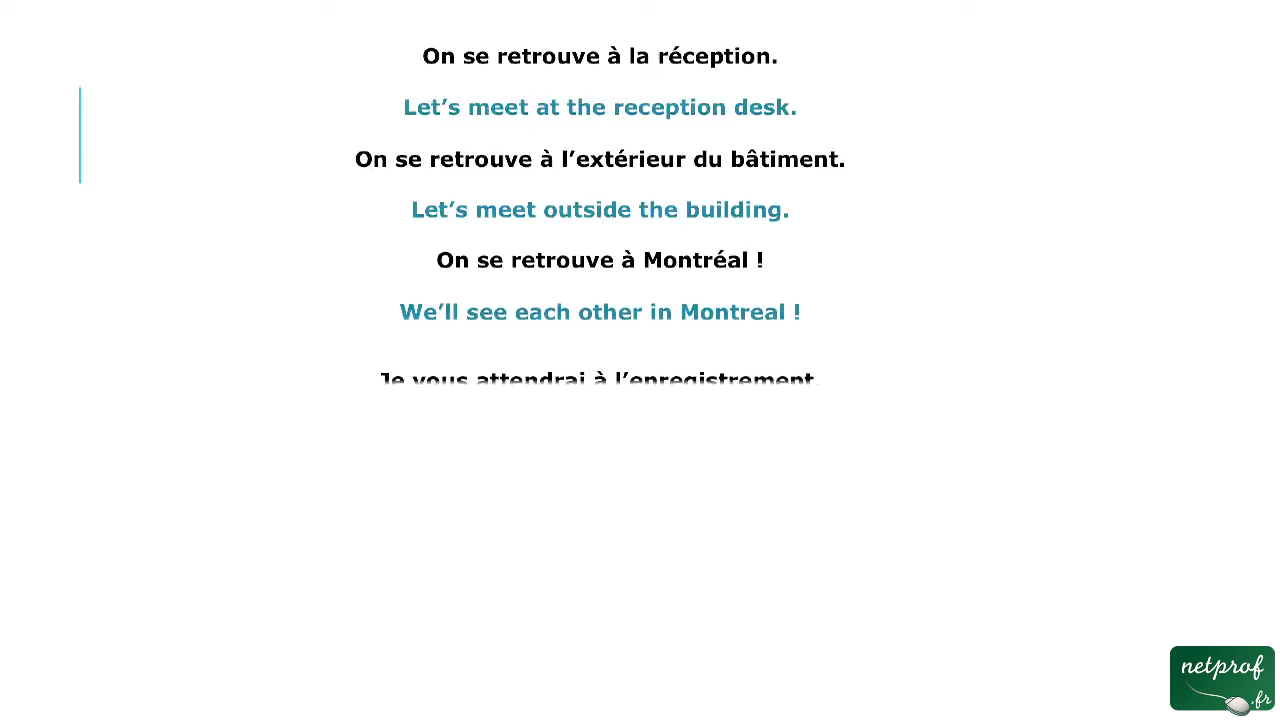 On se retrouve à la réception.
Let’s meet at the reception desk.
On se retrouve à l’extérieur du bâtiment.
Let’s meet outside the building.
On se retrouve à Montréal !
We’ll see each other in Montreal !
Je vous attendrai à l’enregistrement.
netprof
.fr